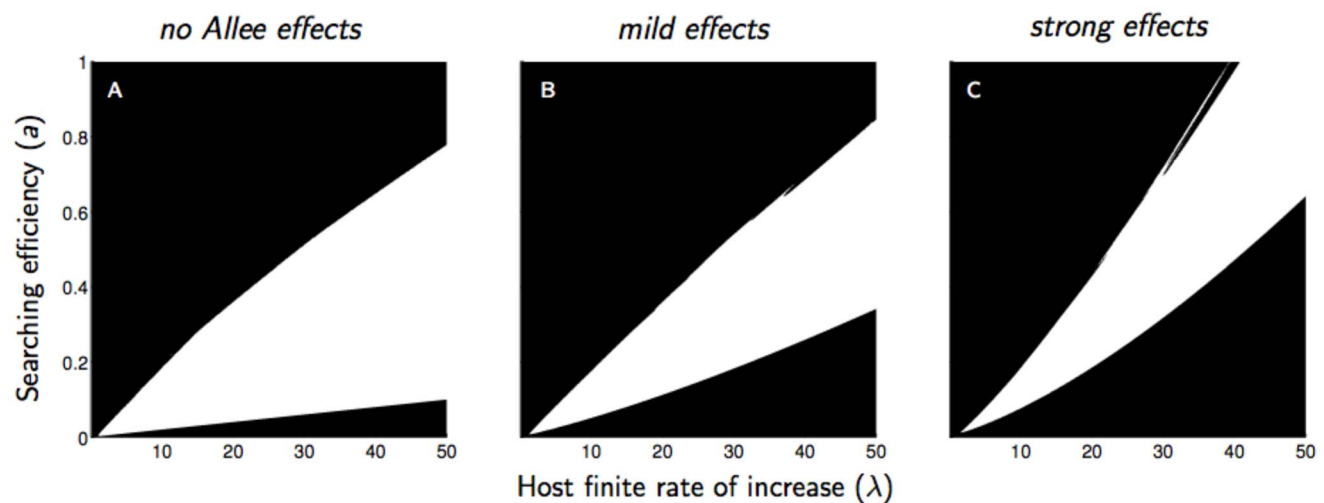 no Allee effects mild effects strong effects
A B C
Searching efficiency (a)
1
0.8
0.6
0.4
0.2
0
10 20 30 40 50 10 20 30 40 50 10 20 30 40 50
Host finite rate of increase (λ)